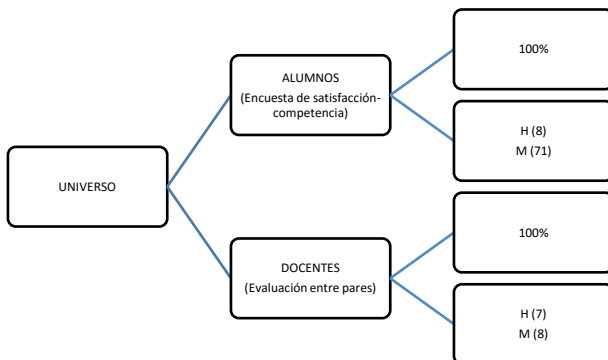 UNIVERSO
ALUMNOS
(Encuesta de satisfacción-
competencia)
100%
H (8)
M (71)
DOCENTES
(Evaluación entre pares)
100%
H (7)
M (8)